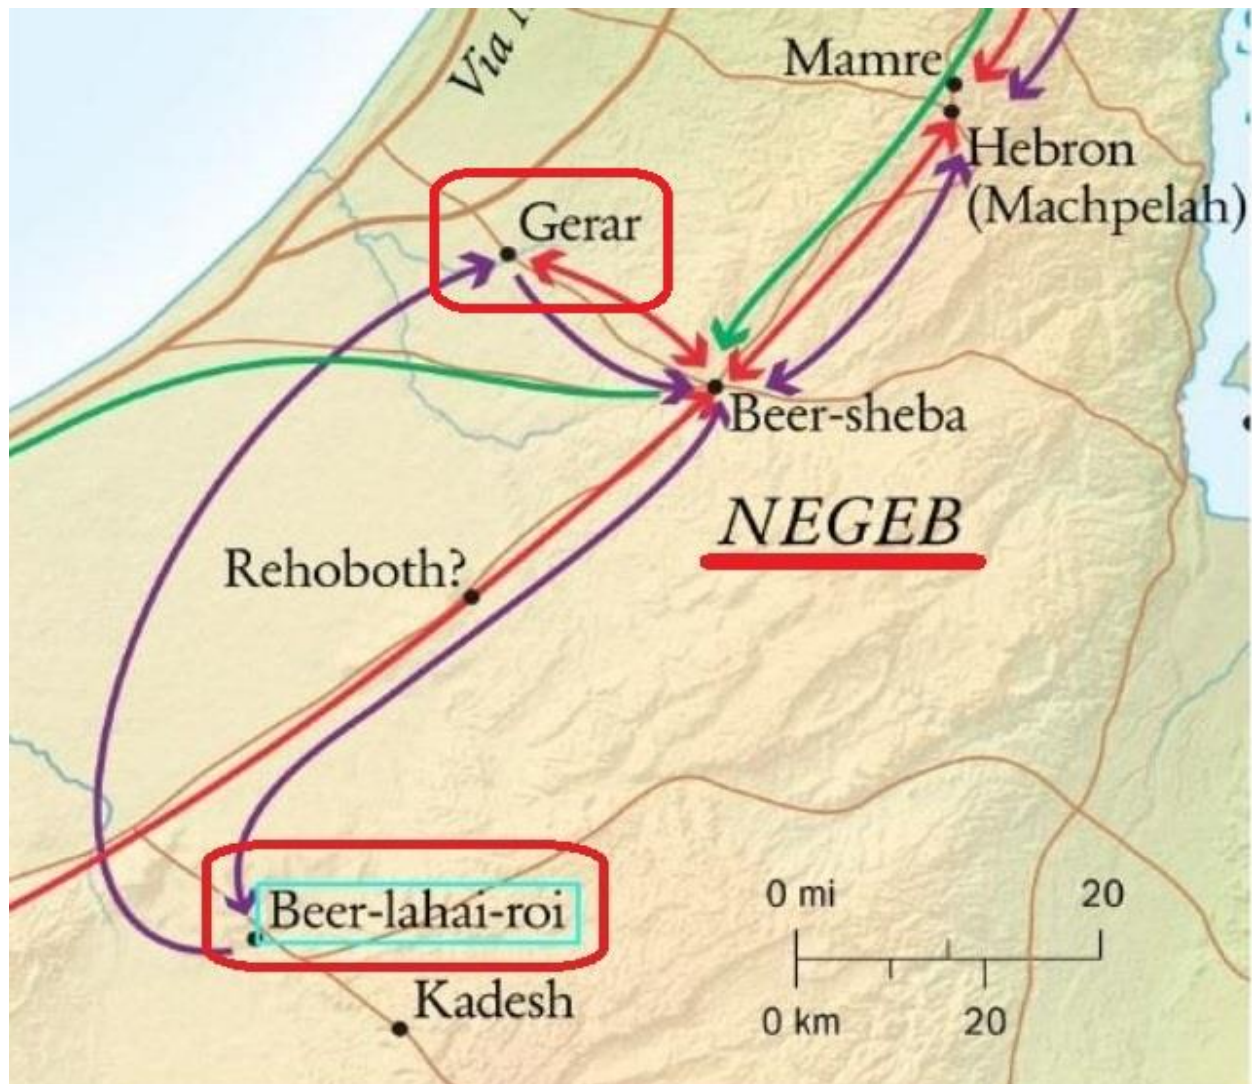 Via
Mamre
Hebron
(Machpelah)
Gerar
Beer-sheba
NEGEB
Rehoboth?
Beer-lahai-roi
Kadesh
0 mi 20
0 km 20